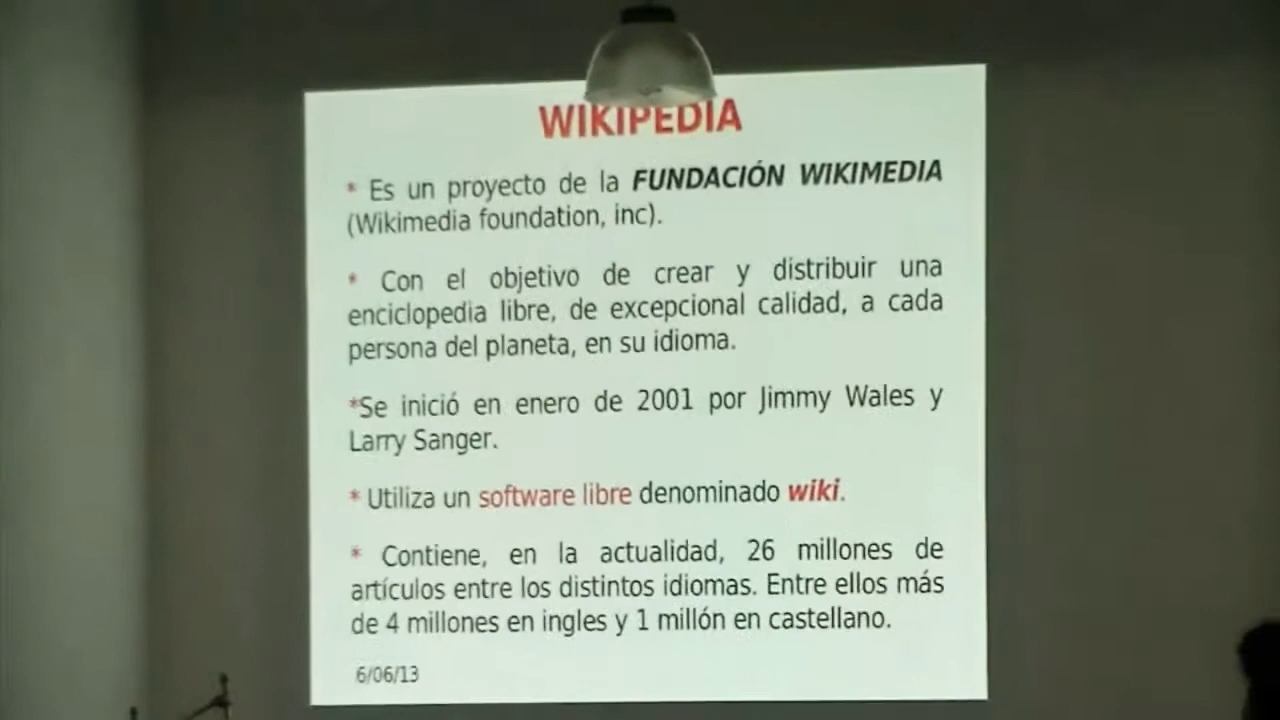 WIKIPEDIA
* Es un proyecto de la FUNDACIÓN WIKIMEDIA
(Wikimedia foundation, inc).
* Con el objetivo de crear y distribuir una
enciclopedia libre, de excepcional calidad, a cada
persona del planeta, en su idioma.
*Se inició en enero de 2001 por Jimmy Wales y
Larry Sanger.
* Utiliza un software libre denominado wiki.
* Contiene, en la actualidad, 26 millones de
artículos entre los distintos idiomas. Entre ellos más
de 4 millones en ingles y 1 millón en castellano.
6/06/13